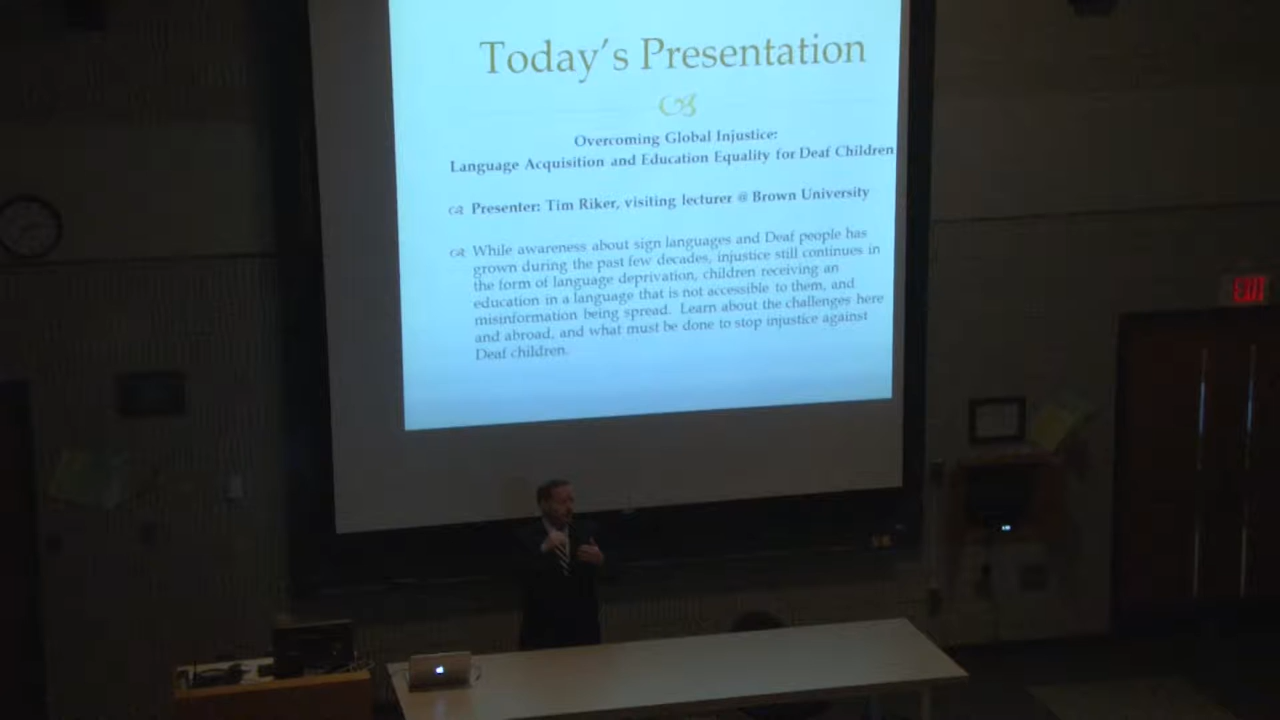 Today's Presentation
Overcoming Global Injustice:
Language Acquisition and Education Equality for Deaf Children
Presenter: Tim Riker, visiting lecturer @ Brown University
While awareness about sign languages and Deaf people has
grown during the past few decades, injustice still continues in
the form of language deprivation, children receiving an
education in a language that is not accessible to them, and
misinformation being spread. Learn about the challenges here
and abroad, and what must be done to stop injustice against
Deaf children.
EXIT